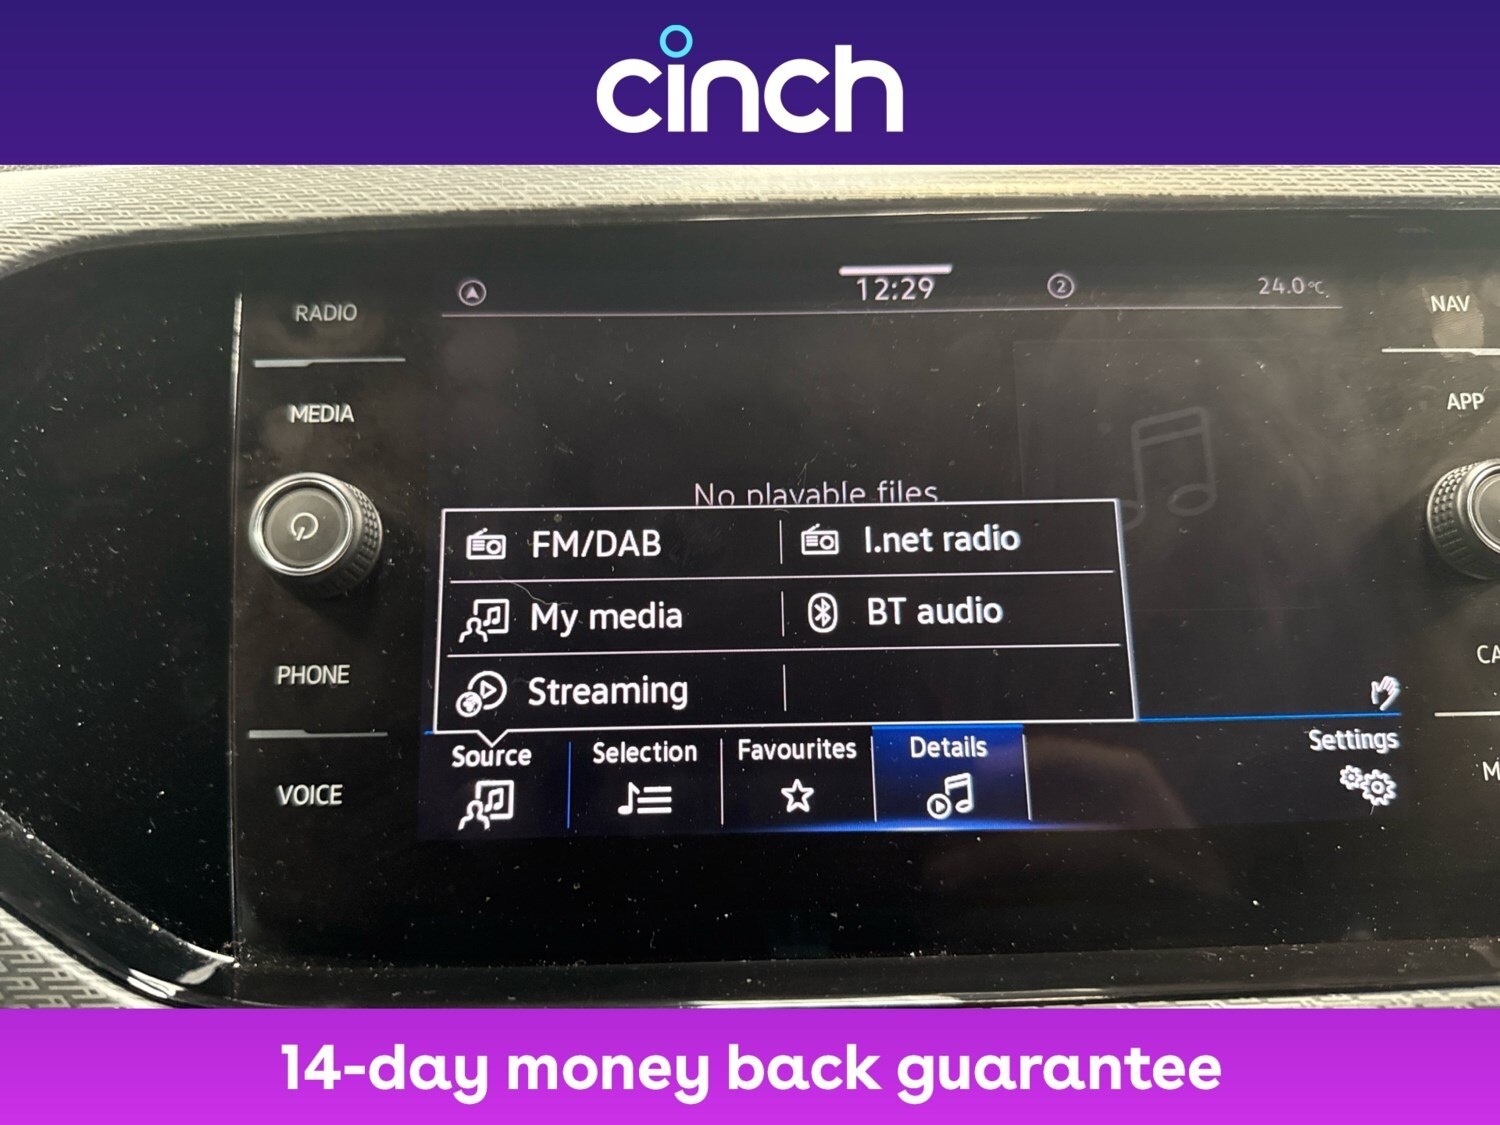 cinch
RADIO
12:29
2
24.0°C
NAV
MEDIA
APP
No playable files.
FM/DAB
I.net radio
My media
BT audio
PHONE
Streaming
Source
Selection
Favourites
Details
Settings
VOICE
14-day money back guarantee